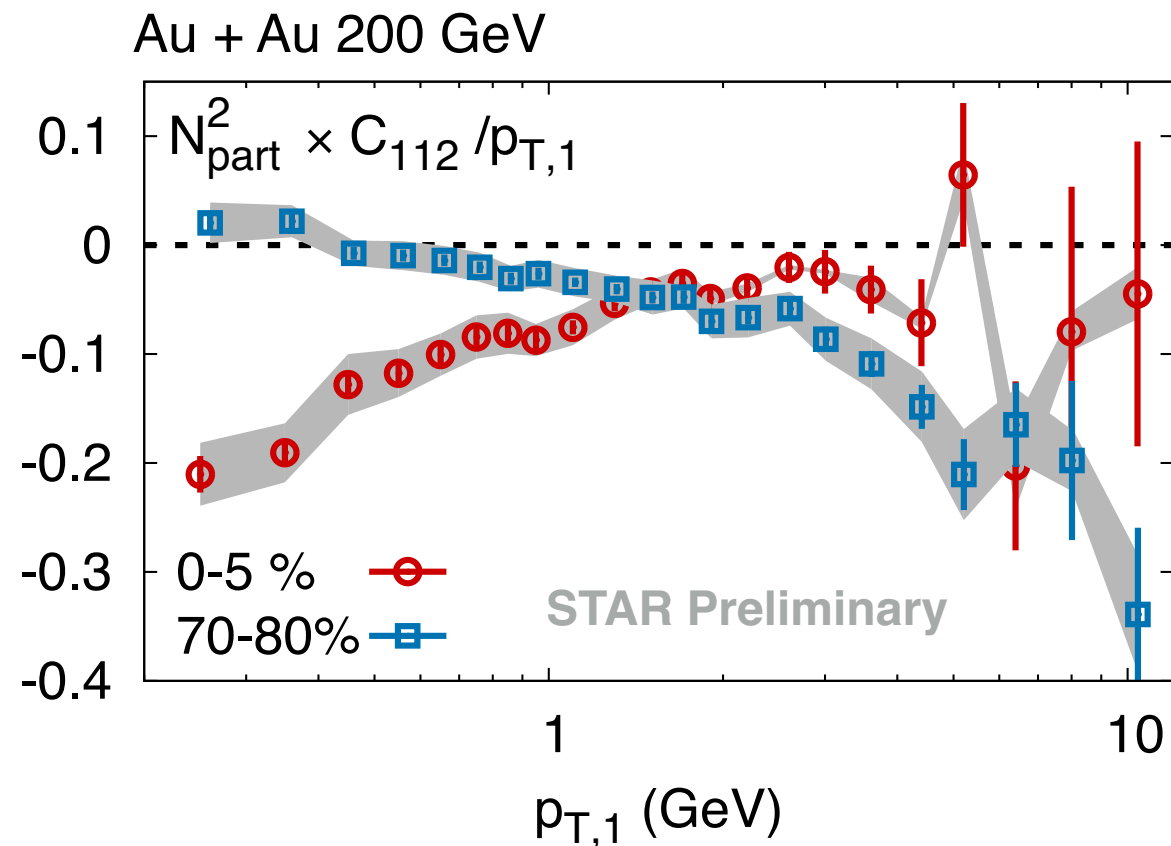 Au + Au 200 GeV
N²part × C112 /pT,1
0.1
0
-0.1
-0.2
-0.3
-0.4
0-5 %
70-80%
STAR Preliminary
1
10
pT,1 (GeV)